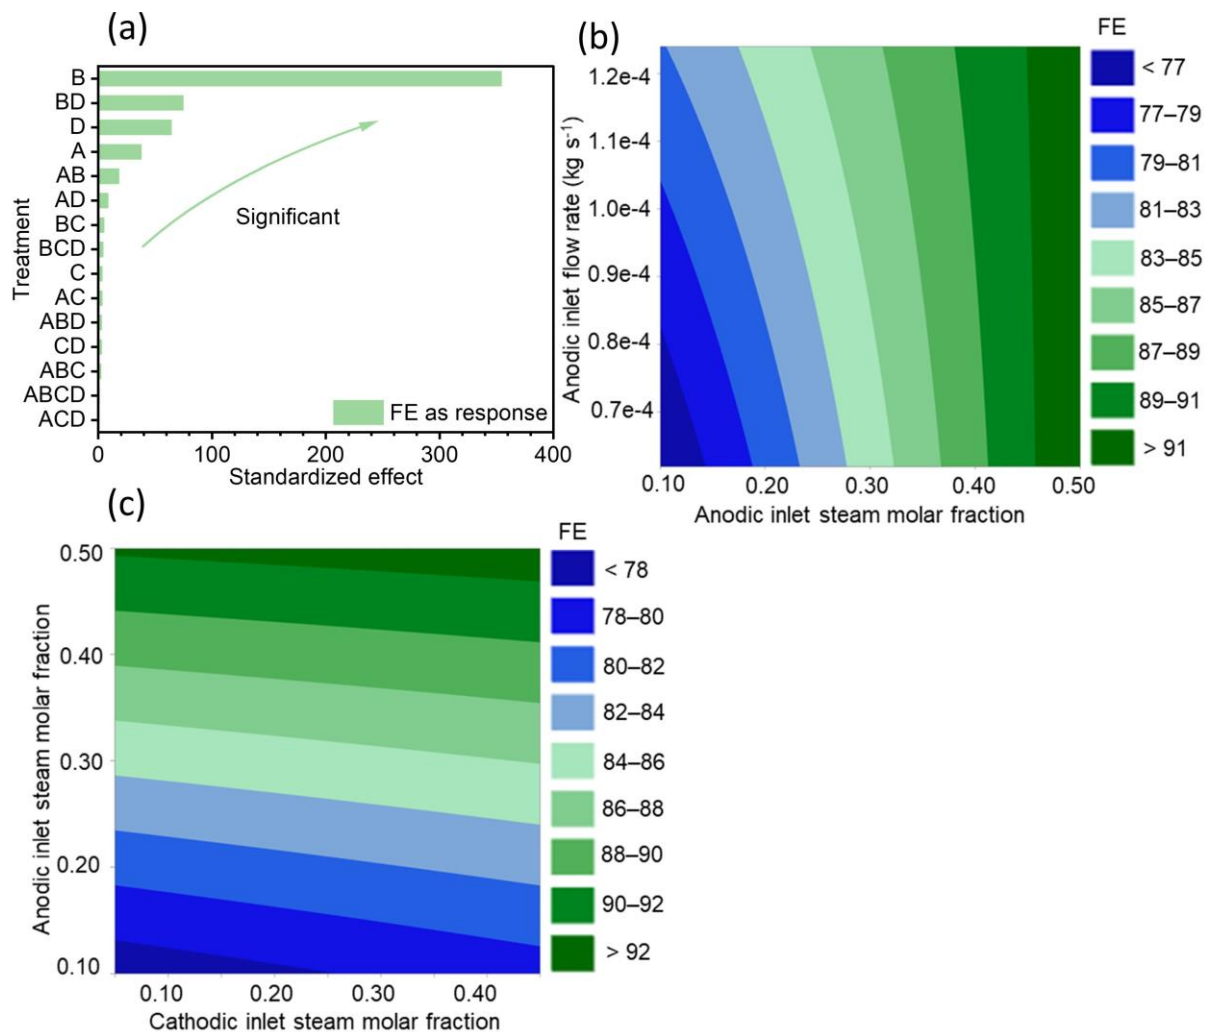 (a)
B
BD
D
A
AB
AD
BC
BCD
C
AC
ABD
CD
ABC
ABCD
ACD
Treatment
Significant
FE as response
0 100 200 300 400
Standardized effect
(b)
FE
1.2e-4
1.1e-4
1.0e-4
0.9e-4
0.8e-4
0.7e-4
Anodic inlet flow rate (kg s-1)
0.10 0.20 0.30 0.40 0.50
Anodic inlet steam molar fraction
< 77
77–79
79–81
81–83
83–85
85–87
87–89
89–91
> 91
(c)
FE
0.50
0.40
0.30
0.20
0.10
Anodic inlet steam molar fraction
0.10 0.20 0.30 0.40
Cathodic inlet steam molar fraction
< 78
78–80
80–82
82–84
84–86
86–88
88–90
90–92
> 92